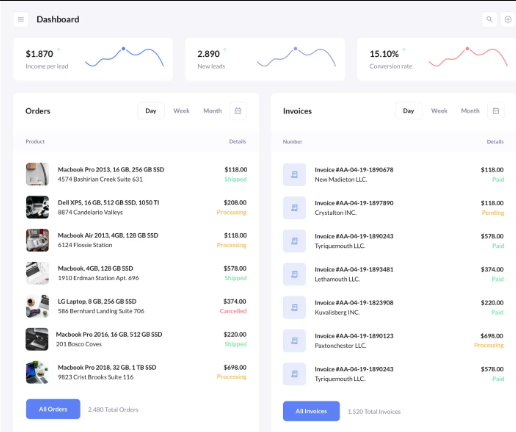 Dashboard
$1.870
Income per lead
2.890
New leads
15.10%
Conversion rate
Orders
Day
Week
Month
Product
Details
Macbook Pro 2013, 16 GB, 256 GB SSD
$118.00
4574 Bashirian Creek Suite 631
Shipped
Dell XPS, 16 GB, 512 SSD, 1050 TI
$208.00
8874 Candelario Valleys
Processing
Macbook Air 2013, 4GB, 128 GB SSD
$118.00
6124 Flossie Station
Processing
Macbook, 4GB, 128 GB SSD
$578.00
1910 Erdman Station Apt. 696
Shipped
LG Laptop, 8 GB, 256 GB SSD
$374.00
586 Bernhard Landing Suite 706
Cancelled
Macbook Pro 2016, 16 GB, 512 GB SSD
$220.00
201 Bosco Coves
Shipped
Macbook Pro 2018, 32 GB, 1 TB SSD
$698.00
9823 Crist Brooks Suite 116
Processing
All Orders
2.480 Total Orders
Invoices
Day
Week
Month
Number
Details
Invoice #AA-04-19-1890678
$118.00
New Madieton LLC.
Paid
Invoice #AA-04-19-1897890
$118.00
Crystalton INC.
Pending
Invoice #AA-04-19-1890243
$578.00
Tyriquemouth LLC.
Paid
Invoice #AA-04-19-1893481
$374.00
Lethamouth LLC.
Paid
Invoice #AA-04-19-1823908
$220.00
Kuvalisberg INC.
Paid
Invoice #AA-04-19-1890123
$698.00
Paxtonchester LLC.
Processing
Invoice #AA-04-19-1890243
$578.00
Tyriquemouth LLC.
Paid
All Invoices
1.520 Total Invoices